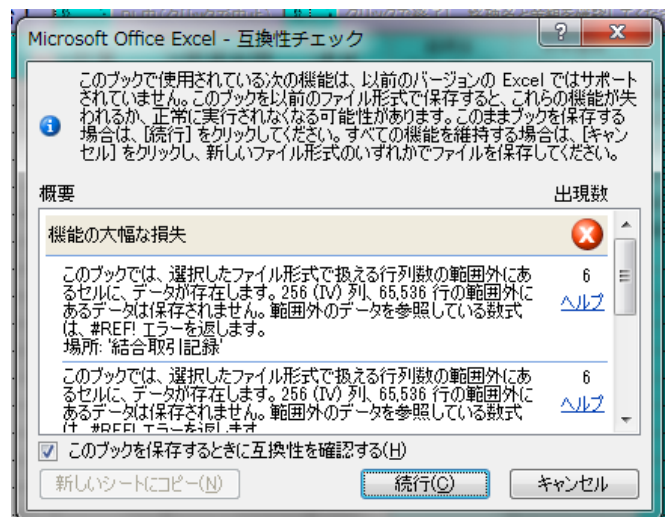 Microsoft Office Excel - 互換性チェック
このブックで使用されている次の機能は、以前のバージョンの Excel ではサポート
されていません。このブックを以前のファイル形式で保存すると、これらの機能が失
われるか、正常に実行されなくなる可能性があります。このままブックを保存する
場合は、[続行] をクリックしてください。すべての機能を維持する場合は、[キャン
セル] をクリックし、新しいファイル形式のいずれかでファイルを保存してください。
概要 出現数
機能の大幅な損失
このブックでは、選択したファイル形式で扱える行列数の範囲外にあ 6
るセルに、データが存在します。256 (IV) 列、65,536 行の範囲外に ヘルプ
あるデータは保存されません。範囲外のデータを参照している数式
は、#REF! エラーを返します。
場所: '結合取引記録'
このブックでは、選択したファイル形式で扱える行列数の範囲外にあ 6
るセルに、データが存在します。256 (IV) 列、65,536 行の範囲外に ヘルプ
あるデータは保存されません。範囲外のデータを参照している数式
は、#REF! エラーを返します
このブックを保存するときに互換性を確認する(H)
新しいシートにコピー(N) 続行(C) キャンセル